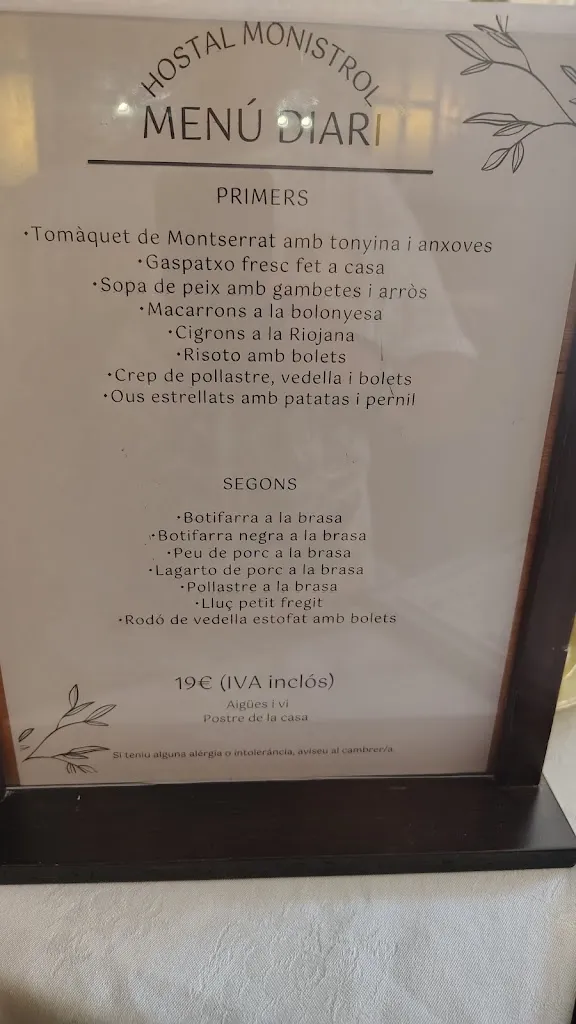 HOSTAL MONISTROL
MENÚ DIARI
PRIMERS
•Tomàquet de Montserrat amb tonyina i anxoves
•Gaspatxo fresc fet a casa
•Sopa de peix amb gambetes i arròs
•Macarrons a la bolonyesa
•Cigrons a la Riojana
•Risoto amb bolets
•Crep de pollastre, vedella i bolets
•Ous estrellats amb patatas i pernil
SEGONS
•Botifarra a la brasa
•Botifarra negra a la brasa
•Peu de porc a la brasa
•Lagarto de porc a la brasa
•Pollastre a la brasa
•Lluç petit fregit
•Rodó de vedella estofat amb bolets
19€ (IVA inclós)
Aigües i vi
Postre de la casa
Si teniu alguna alèrgia o intolerància, aviseu al cambrer/a.